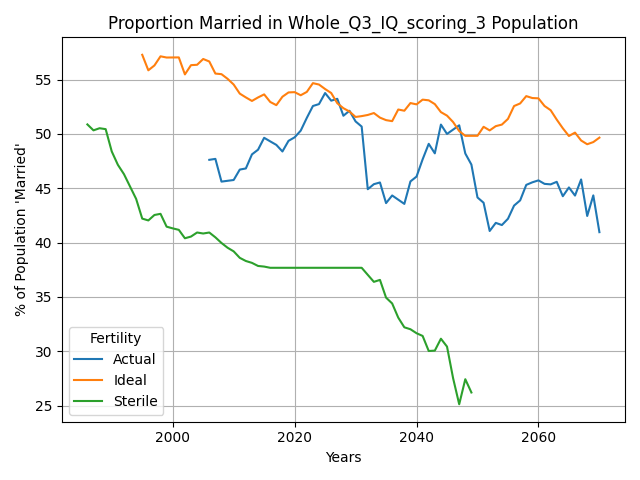 Proportion Married in Whole_Q3_IQ_scoring_3 Population
% of Population 'Married'
55
50
45
40
35
30
25
Fertility
Actual
Ideal
Sterile
2000
2020
2040
2060
Years